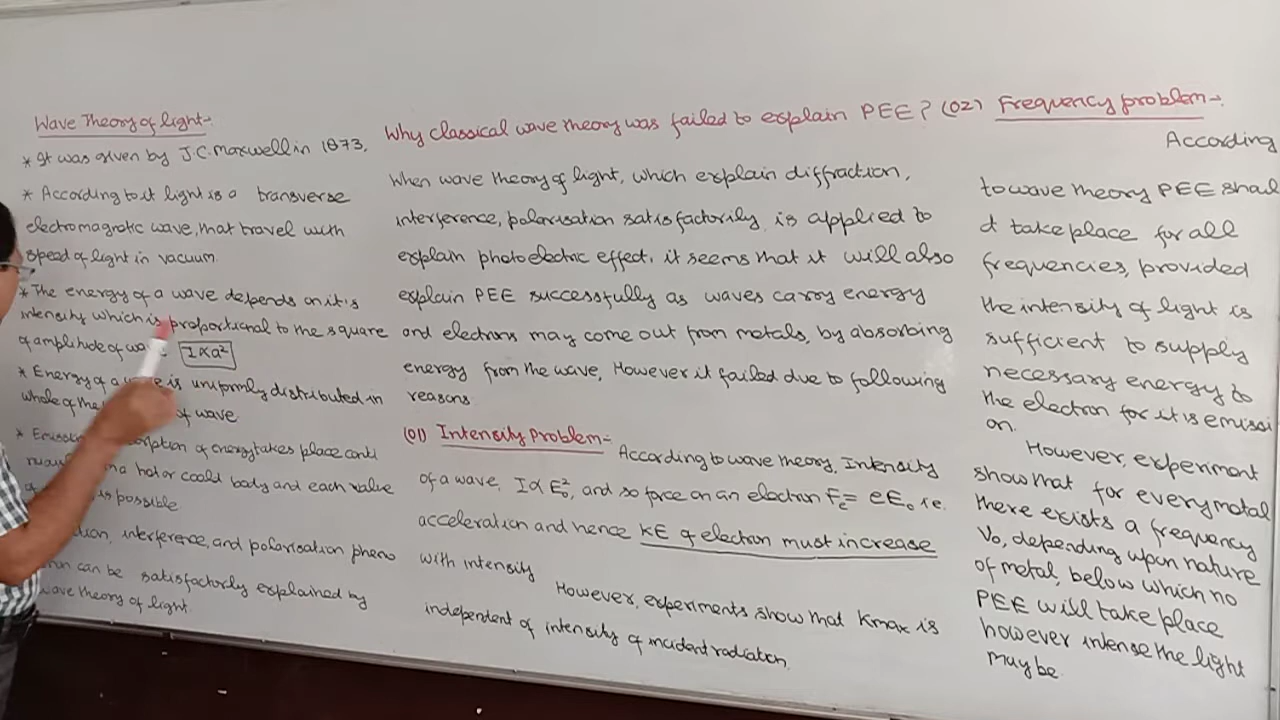 Wave Theory of light:-
* It was given by J.C. Maxwell in 1873.
* According to it light is a transverse
electromagnetic wave, that travel with
speed of light in vacuum.
* The energy of a wave depends on it's
intensity which is proportional to the square
of amplitude of
I ∝ a²
* Energy of a is uniformly distributed in
whole of the of wave
* of energy takes place conti
in a hot or could body and each value
is possible
interference, and polarisation pheno
can be satisfactorily explained by
wave theory of light
Why classical wave theory was failed to explain PEE?
When wave theory of light, which explain diffraction,
interference, polarisation satisfactorily is applied to
explain photoelectric effect, it seems that it will also
explain PEE successfully as waves carry energy
and electrons may come out from metals, by absorbing
energy from the wave, However it failed due to following
reasons
(01) Intensity Problem:-
According to wave theory, Intensity
of a wave, I ∝ E₀², and so force on an electron Fe = eE₀ i.e.
acceleration and hence KE of electron must increase
with intensity
However, experiments show that Kmax is
independent of intensity of incident radiation.
(02) Frequency problem:-
According
to wave theory PEE shoul
d take place for all
frequencies, provided
the intensity of light is
sufficient to supply
necessary energy to
the electron for it is emissi
on.
However, experiment
show that for every metal
there exists a frequency
ν₀, depending upon nature
of metal, below which no
PEE will take place
however intense the light
may be